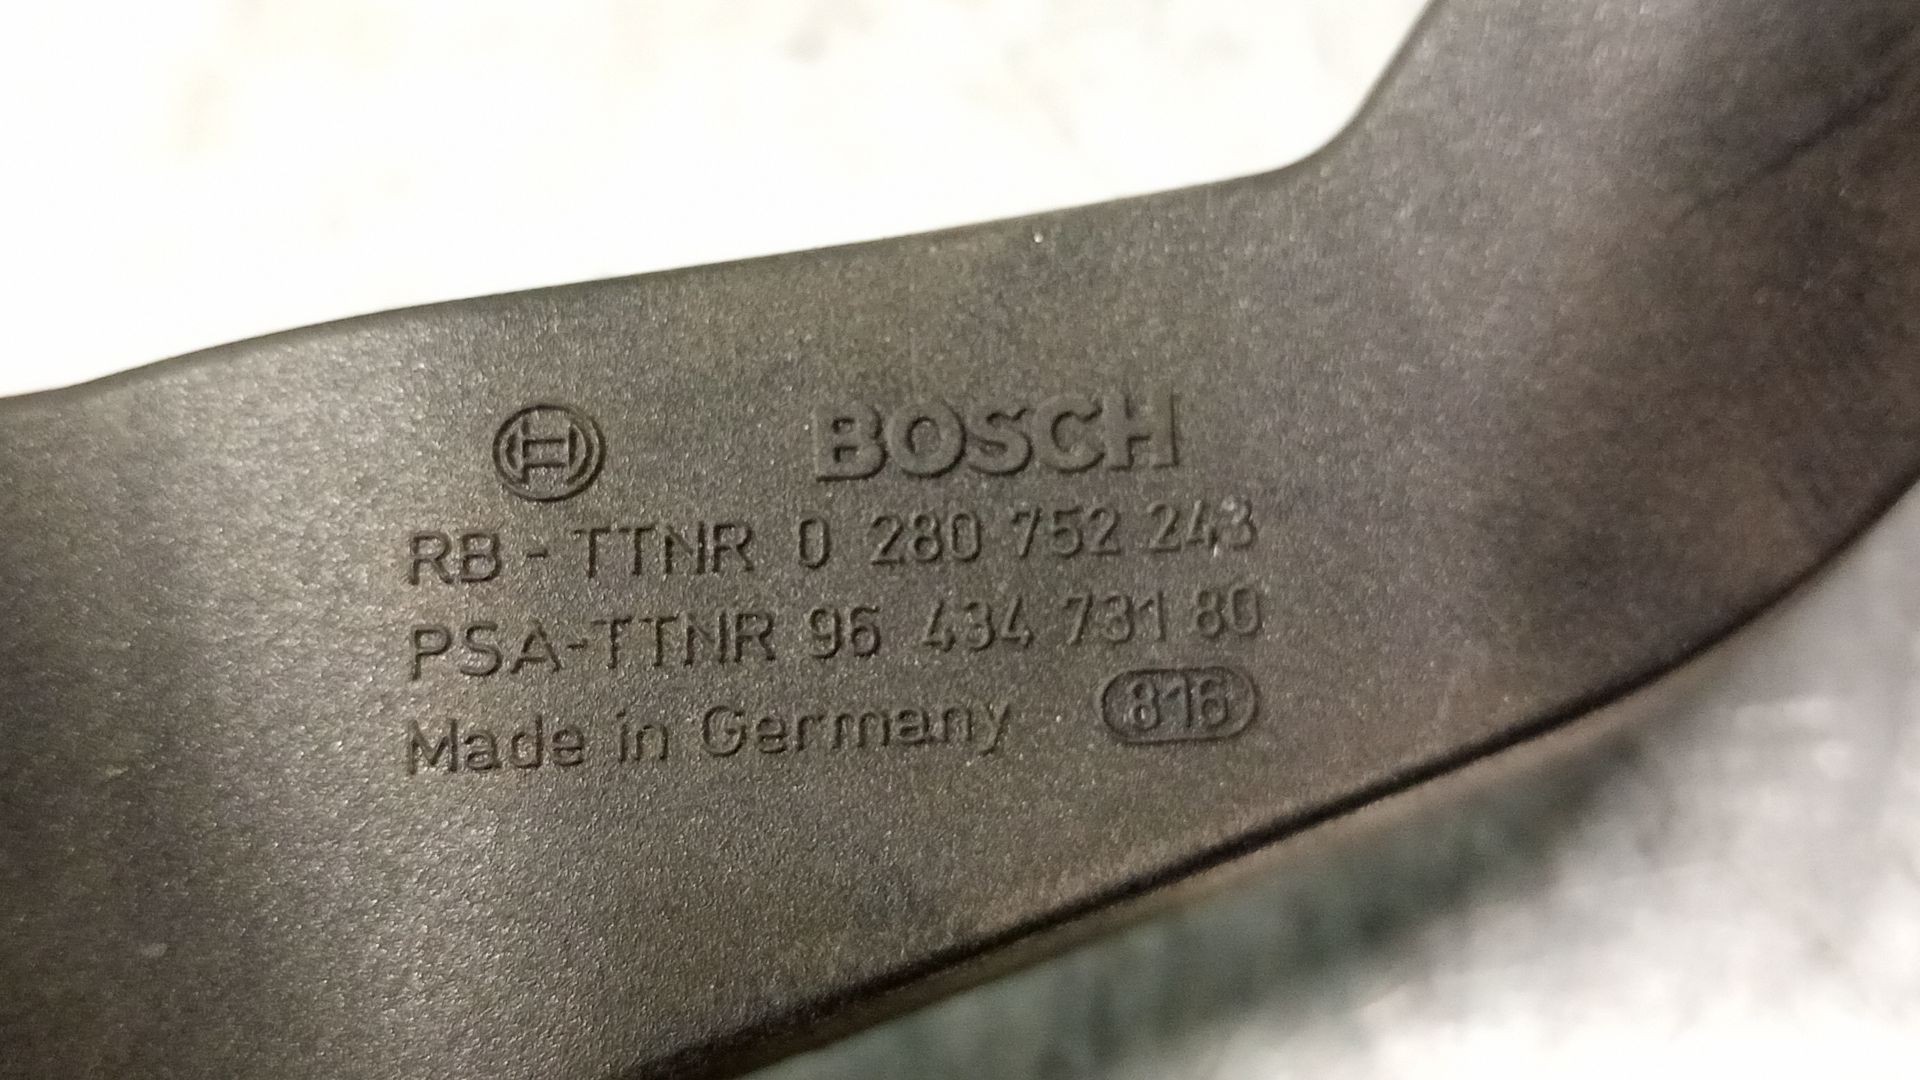 BOSCH
RB - TTNR 0 280 752 243
PSA-TTNR 96 434 731 80
Made in Germany 816